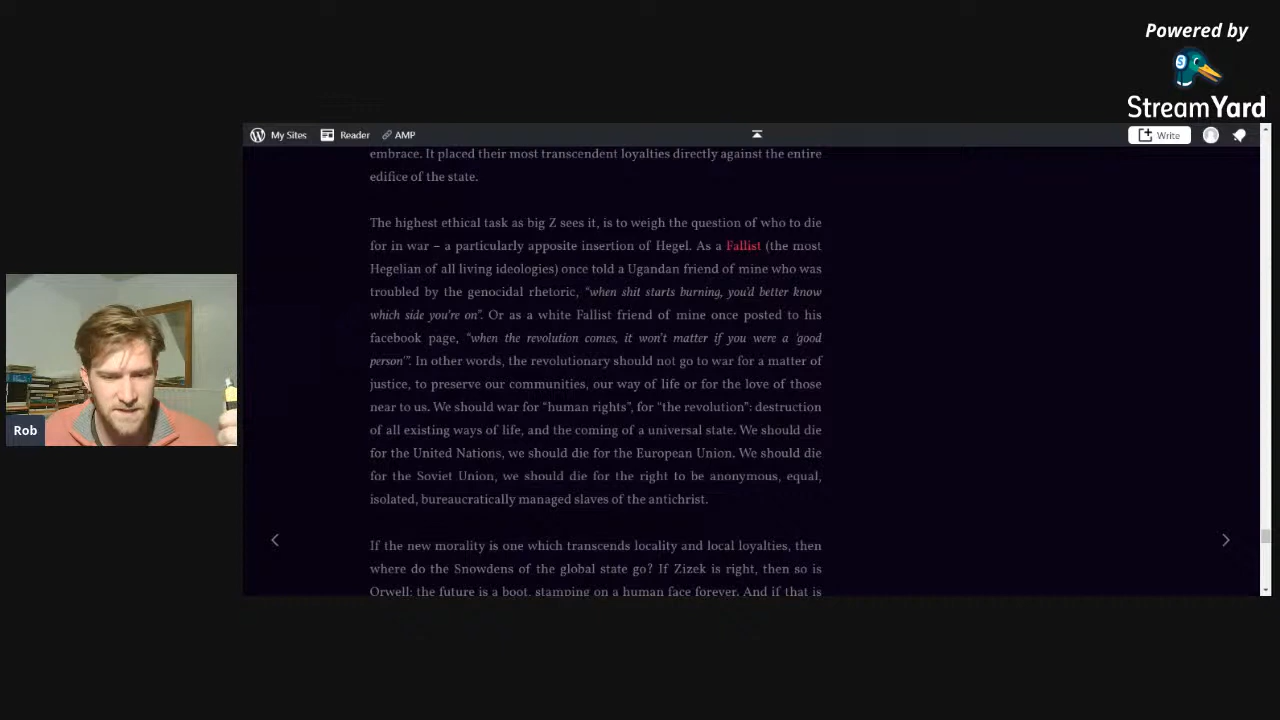 Powered by
StreamYard
My Sites
Reader
AMP
Write
embrace. It placed their most transcendent loyalties directly against the entire
edifice of the state.
The highest ethical task as big Z sees it, is to weigh the question of who to die
for in war – a particularly apposite insertion of Hegel. As a Fallist (the most
Hegelian of all living ideologies) once told a Ugandan friend of mine who was
troubled by the genocidal rhetoric, “when shit starts burning, you’d better know
which side you’re on”. Or as a white Fallist friend of mine once posted to his
facebook page, “when the revolution comes, it won’t matter if you were a ‘good
person’”. In other words, the revolutionary should not go to war for a matter of
justice, to preserve our communities, our way of life or for the love of those
near to us. We should war for “human rights”, for “the revolution”: destruction
of all existing ways of life, and the coming of a universal state. We should die
for the United Nations, we should die for the European Union. We should die
for the Soviet Union, we should die for the right to be anonymous, equal,
isolated, bureaucratically managed slaves of the antichrist.
If the new morality is one which transcends locality and local loyalties, then
where do the Snowdens of the global state go? If Zizek is right, then so is
Orwell: the future is a boot, stamping on a human face forever. And if that is
Rob